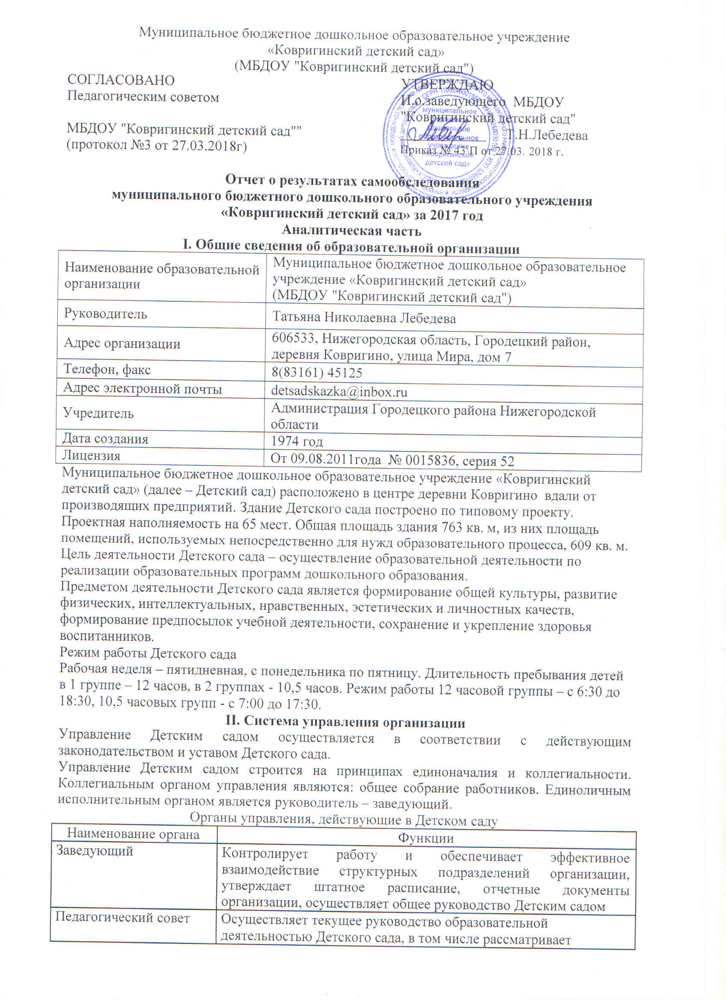 Муниципальное бюджетное дошкольное образовательное учреждение
«Ковригинский детский сад»
(МБДОУ "Ковригинский детский сад")
СОГЛАСОВАНО
Педагогическим советом
МБДОУ "Ковригинский детский сад""
(протокол №3 от 27.03.2018г)
УТВЕРЖДАЮ
И.о.заведующего МБДОУ
"Ковригинский детский сад"
Т.Н.Лебедева
Приказ № 43\П от 27.03. 2018 г.
муниципальное
дошкольное
образовательное
учреждение
«Ковригинский
детский сад»
Отчет о результатах самообследования
муниципального бюджетного дошкольного образовательного учреждения
«Ковригинский детский сад» за 2017 год
Аналитическая часть
I. Общие сведения об образовательной организации
Наименование образовательной
организации
Муниципальное бюджетное дошкольное образовательное
учреждение «Ковригинский детский сад»
(МБДОУ "Ковригинский детский сад")
Руководитель
Татьяна Николаевна Лебедева
Адрес организации
606533, Нижегородская область, Городецкий район,
деревня Ковригино, улица Мира, дом 7
Телефон, факс
8(83161) 45125
Адрес электронной почты
detsadskazka@inbox.ru
Учредитель
Администрация Городецкого района Нижегородской
области
Дата создания
1974 год
Лицензия
От 09.08.2011года № 0015836, серия 52
Муниципальное бюджетное дошкольное образовательное учреждение «Ковригинский
детский сад» (далее – Детский сад) расположено в центре деревни Ковригино вдали от
производящих предприятий. Здание Детского сада построено по типовому проекту.
Проектная наполняемость на 65 мест. Общая площадь здания 763 кв. м, из них площадь
помещений, используемых непосредственно для нужд образовательного процесса, 609 кв. м.
Цель деятельности Детского сада – осуществление образовательной деятельности по
реализации образовательных программ дошкольного образования.
Предметом деятельности Детского сада является формирование общей культуры, развитие
физических, интеллектуальных, нравственных, эстетических и личностных качеств,
формирование предпосылок учебной деятельности, сохранение и укрепление здоровья
воспитанников.
Режим работы Детского сада
Рабочая неделя – пятидневная, с понедельника по пятницу. Длительность пребывания детей
в 1 группе – 12 часов, в 2 группах - 10,5 часов. Режим работы 12 часовой группы – с 6:30 до
18:30, 10,5 часовых групп - с 7:00 до 17:30.
II. Система управления организации
Управление Детским садом осуществляется в соответствии с действующим
законодательством и уставом Детского сада.
Управление Детским садом строится на принципах единоначалия и коллегиальности.
Коллегиальным органом управления являются: общее собрание работников. Единоличным
исполнительным органом является руководитель – заведующий.
Органы управления, действующие в Детском саду
Наименование органа
Функции
Заведующий
Контролирует работу и обеспечивает эффективное
взаимодействие структурных подразделений организации,
утверждает штатное расписание, отчетные документы
организации, осуществляет общее руководство Детским садом
Педагогический совет
Осуществляет текущее руководство образовательной
деятельностью Детского сада, в том числе рассматривает